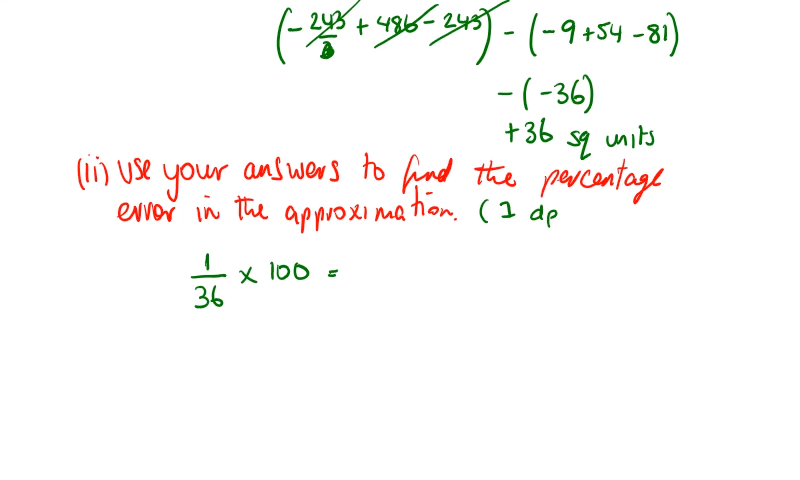 (- 243/3 + 486 - 243) - (-9 +54 -81)
- (-36)
+36 sq units
(ii) Use your answers to find the percentage
error in the approximation. (1 dp
1/36 × 100 =